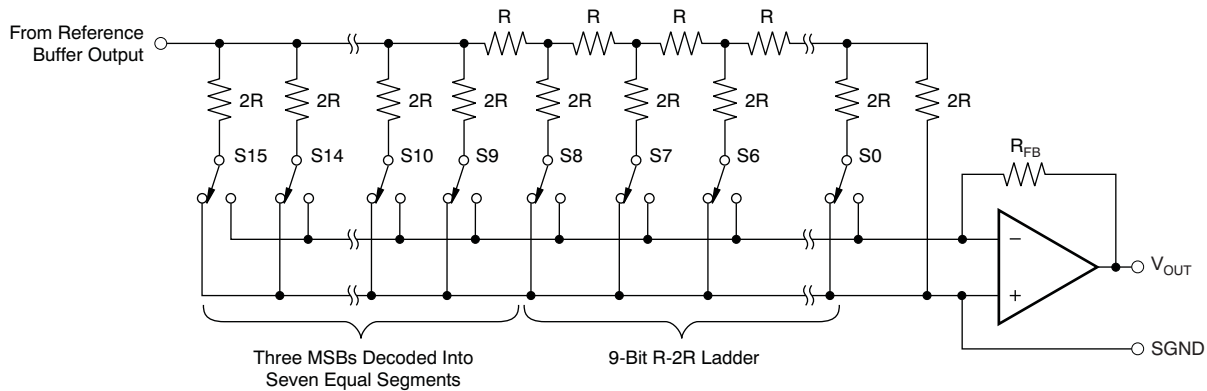 From Reference
Buffer Output
R R R R
2R 2R 2R 2R 2R 2R 2R 2R 2R
S15 S14 S10 S9 S8 S7 S6 S0
RFB
–
+
VOUT
SGND
Three MSBs Decoded Into
Seven Equal Segments
9-Bit R-2R Ladder